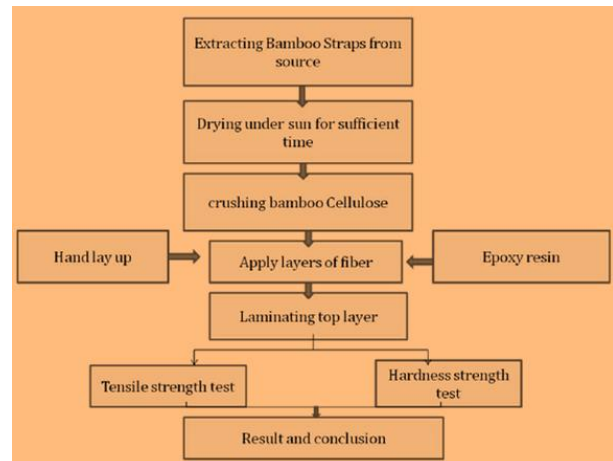 Extracting Bamboo Straps from
source
Drying under sun for sufficient
time
crushing bamboo Cellulose
Hand lay up
Apply layers of fiber
Epoxy resin
Laminating top layer
Tensile strength test
Hardness strength
test
Result and conclusion